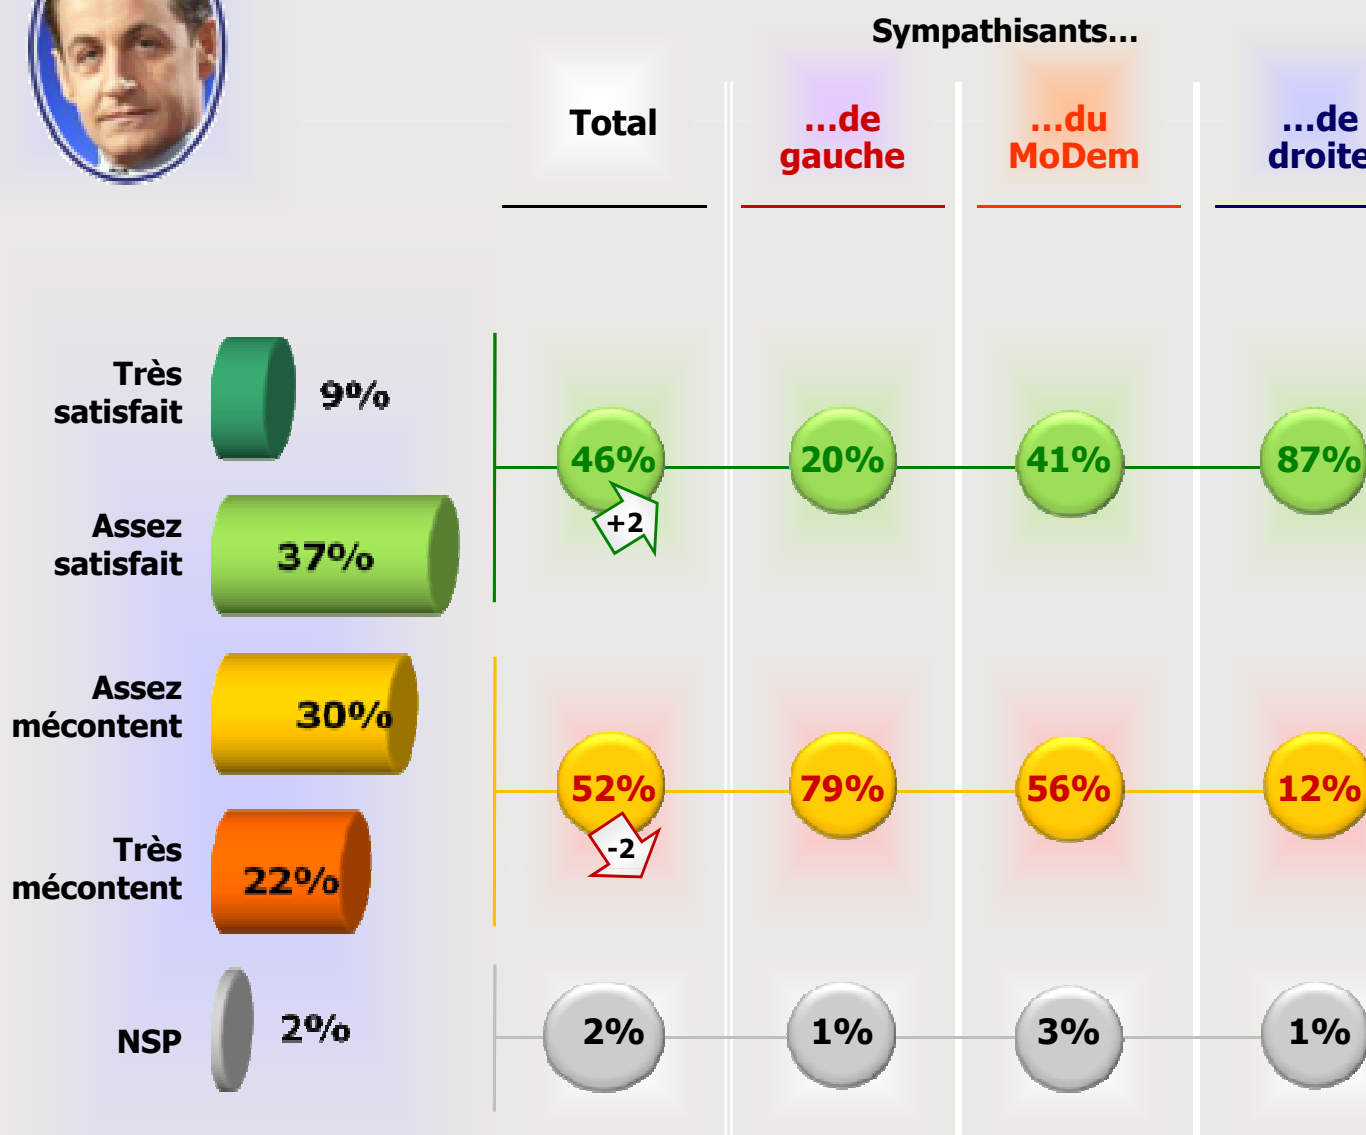 Sympathisants...
Total
...de
gauche
...du
MoDem
...de
droite
Très
satisfait
9%
46%
20%
41%
87%
+2
Assez
satisfait
37%
Assez
mécontent
30%
52%
79%
56%
12%
-2
Très
mécontent
22%
NSP
2%
2%
1%
3%
1%